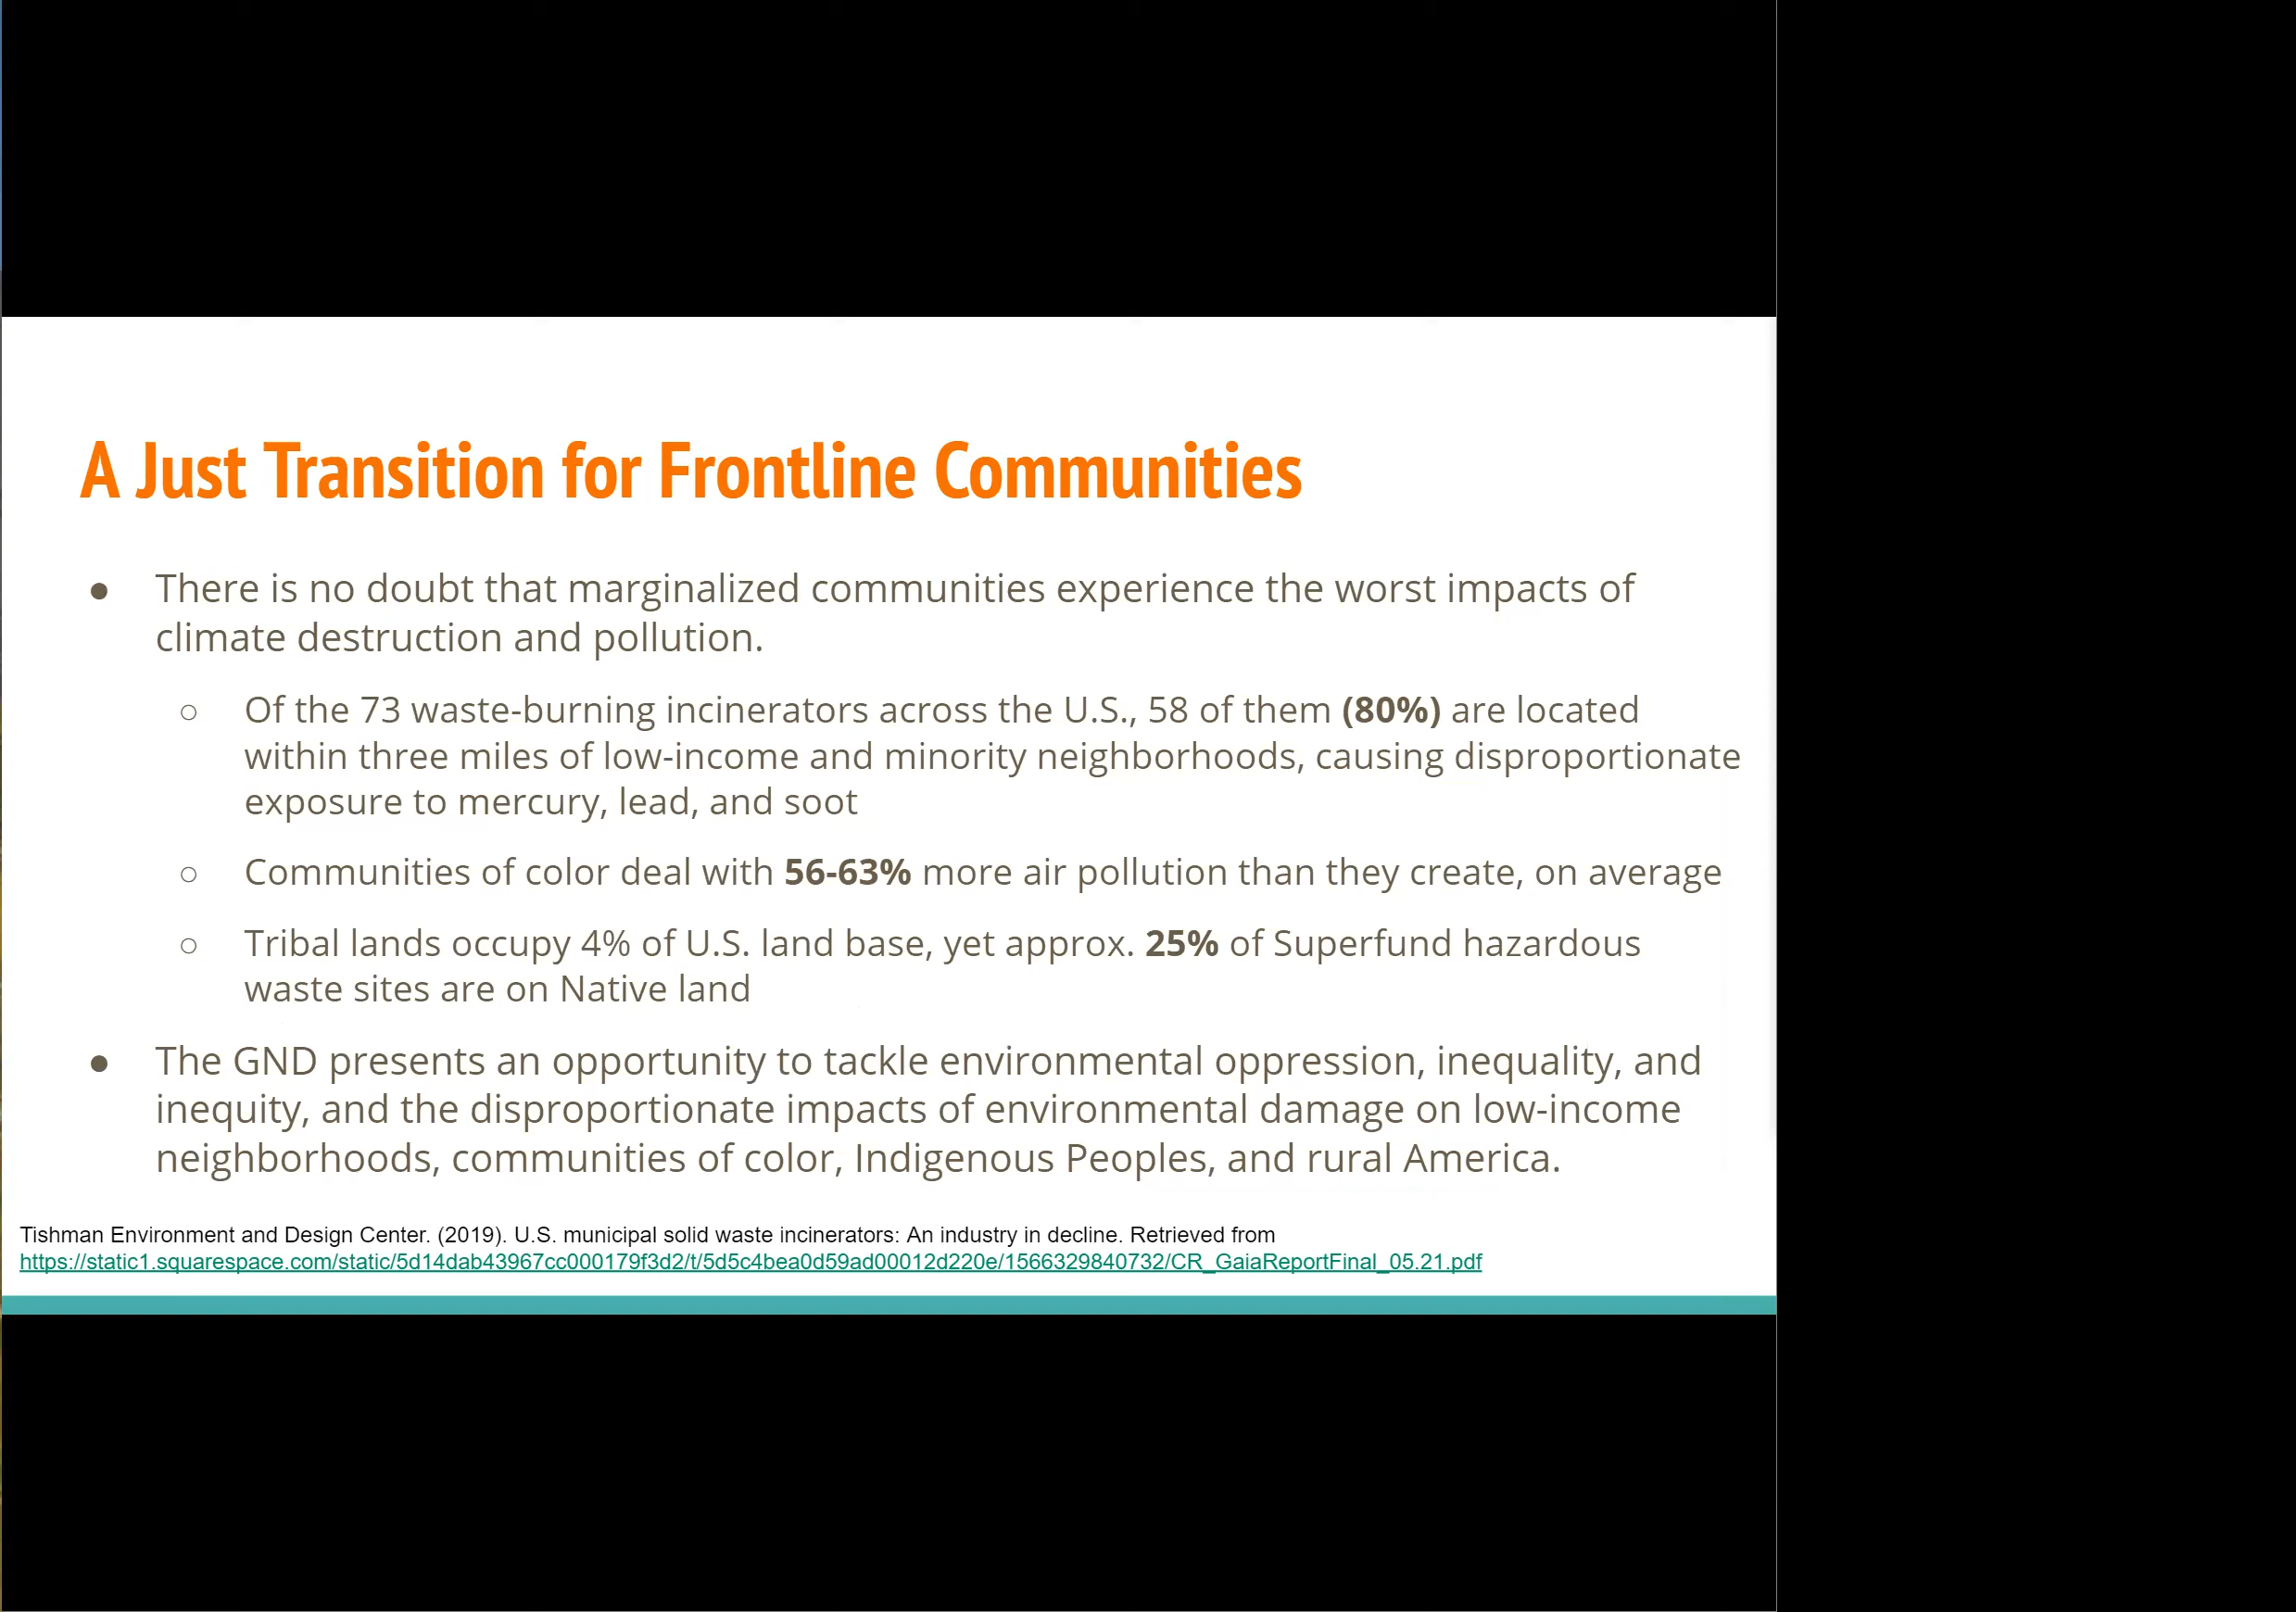 A Just Transition for Frontline Communities
● There is no doubt that marginalized communities experience the worst impacts of
climate destruction and pollution.
○ Of the 73 waste-burning incinerators across the U.S., 58 of them (80%) are located
within three miles of low-income and minority neighborhoods, causing disproportionate
exposure to mercury, lead, and soot
○ Communities of color deal with 56-63% more air pollution than they create, on average
○ Tribal lands occupy 4% of U.S. land base, yet approx. 25% of Superfund hazardous
waste sites are on Native land
● The GND presents an opportunity to tackle environmental oppression, inequality, and
inequity, and the disproportionate impacts of environmental damage on low-income
neighborhoods, communities of color, Indigenous Peoples, and rural America.
Tishman Environment and Design Center. (2019). U.S. municipal solid waste incinerators: An industry in decline. Retrieved from
https://static1.squarespace.com/static/5d14dab43967cc000179f3d2/t/5d5c4bea0d59ad00012d220e/1566329840732/CR_GaiaReportFinal_05.21.pdf